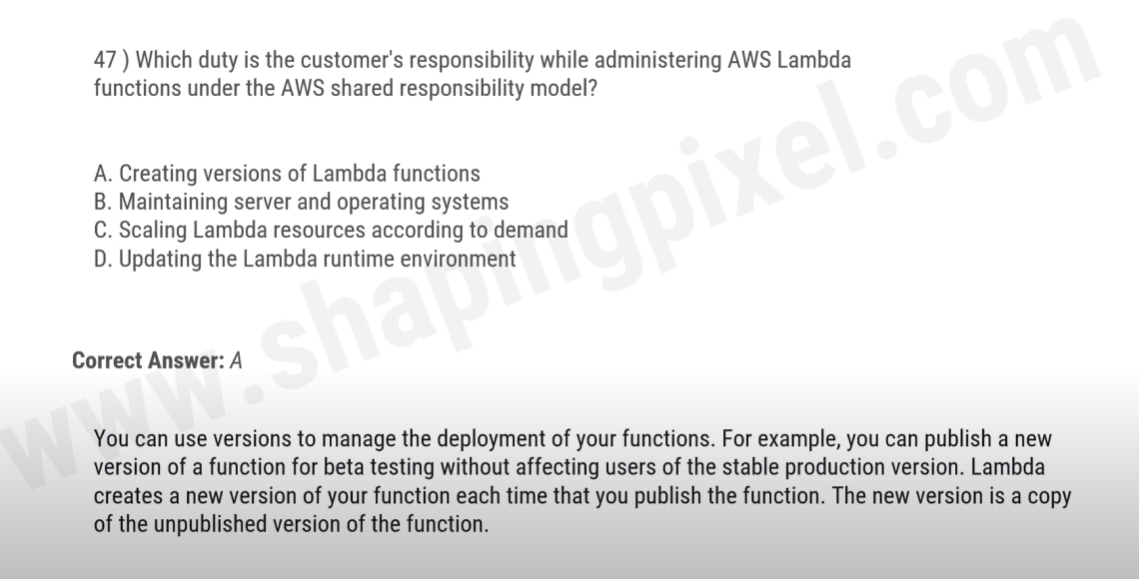 47 ) Which duty is the customer's responsibility while administering AWS Lambda
functions under the AWS shared responsibility model?
A. Creating versions of Lambda functions
B. Maintaining server and operating systems
C. Scaling Lambda resources according to demand
D. Updating the Lambda runtime environment
Correct Answer: A
You can use versions to manage the deployment of your functions. For example, you can publish a new
version of a function for beta testing without affecting users of the stable production version. Lambda
creates a new version of your function each time that you publish the function. The new version is a copy
of the unpublished version of the function.
www.shapingpixel.com